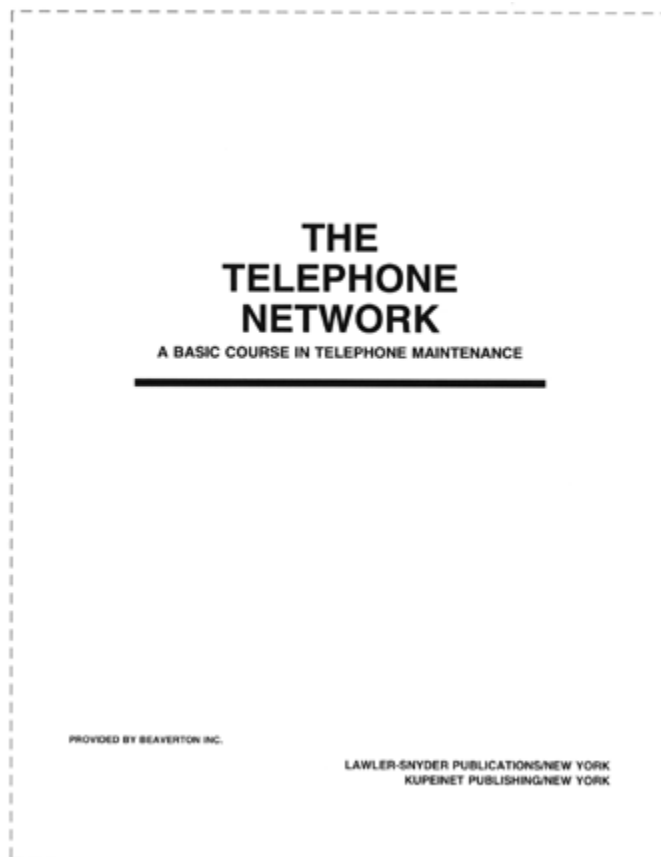 THE
TELEPHONE
NETWORK
A BASIC COURSE IN TELEPHONE MAINTENANCE
PROVIDED BY BEAVERTON INC.
LAWLER-SNYDER PUBLICATIONS/NEW YORK
KUPEINET PUBLISHING/NEW YORK